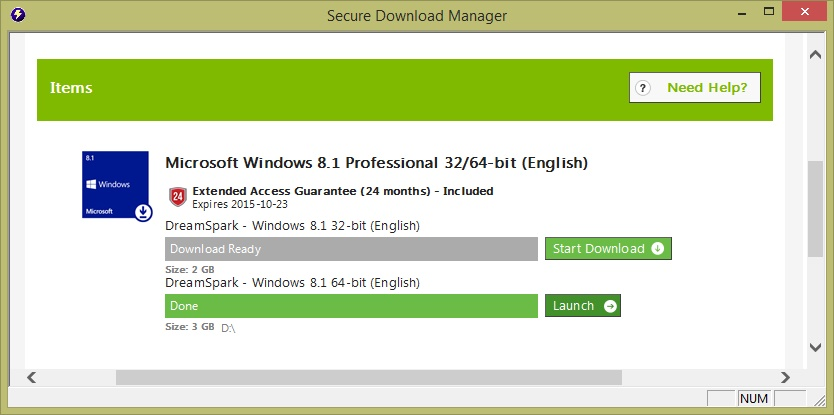 Secure Download Manager
Items
? Need Help?
8.1
Windows
Microsoft
Microsoft Windows 8.1 Professional 32/64-bit (English)
24
Extended Access Guarantee (24 months) - Included
Expires 2015-10-23
DreamSpark - Windows 8.1 32-bit (English)
Download Ready
Start Download
Size: 2 GB
DreamSpark - Windows 8.1 64-bit (English)
Done
Launch
Size: 3 GB D:\
NUM